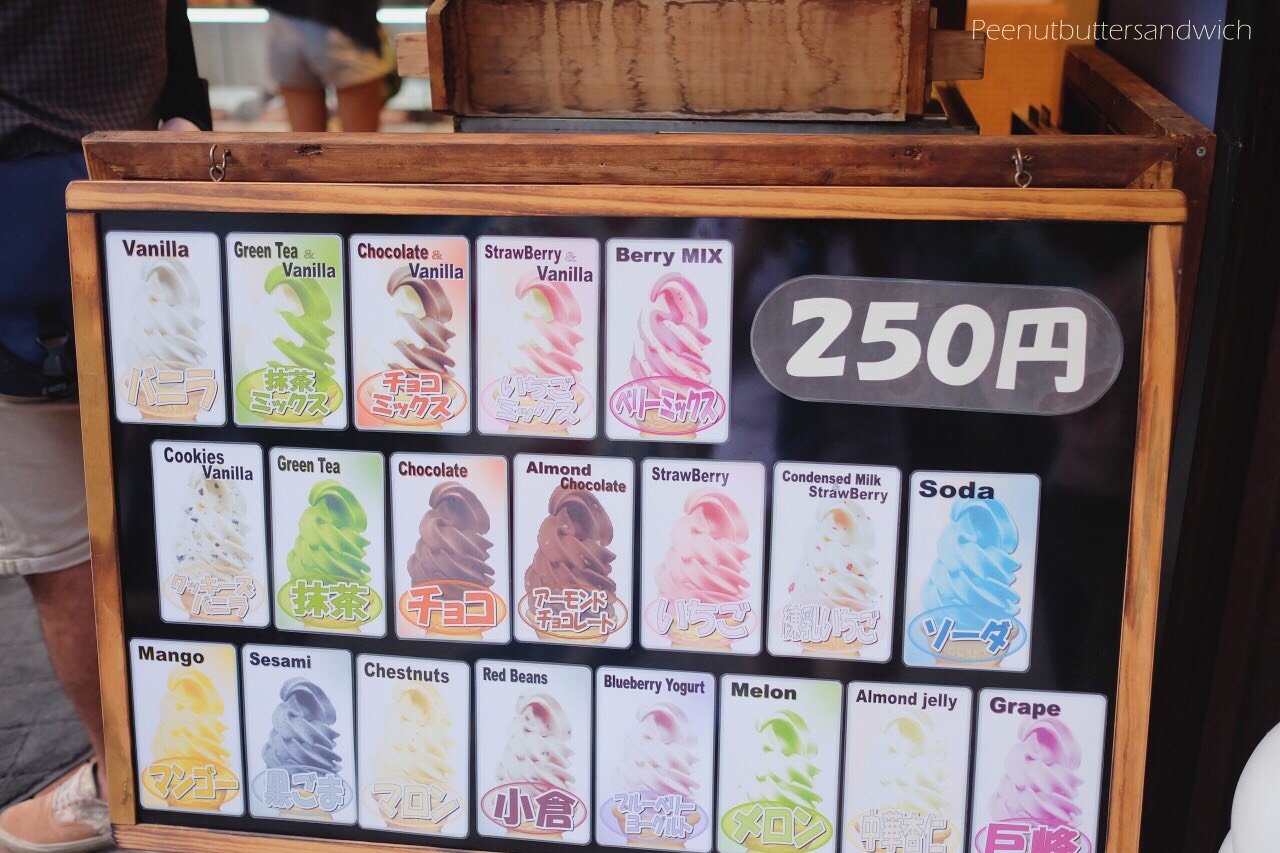 Peenutbuttersandwich
Vanilla
バニラ
Green Tea &
Vanilla
抹茶
ミックス
Chocolate &
Vanilla
チョコ
ミックス
StrawBerry &
Vanilla
いちご
ミックス
Berry MIX
ベリーミックス
250円
Cookies
Vanilla
クッキーズ
バニラ
Green Tea
抹茶
Chocolate
チョコ
Almond
Chocolate
アーモンド
チョコレート
StrawBerry
いちご
Condensed Milk
StrawBerry
練乳いちご
Soda
ソーダ
Mango
マンゴー
Sesami
黒ごま
Chestnuts
マロン
Red Beans
小倉
Blueberry Yogurt
ブルーベリー
ヨーグルト
Melon
メロン
Almond jelly
中華杏仁
Grape
巨峰